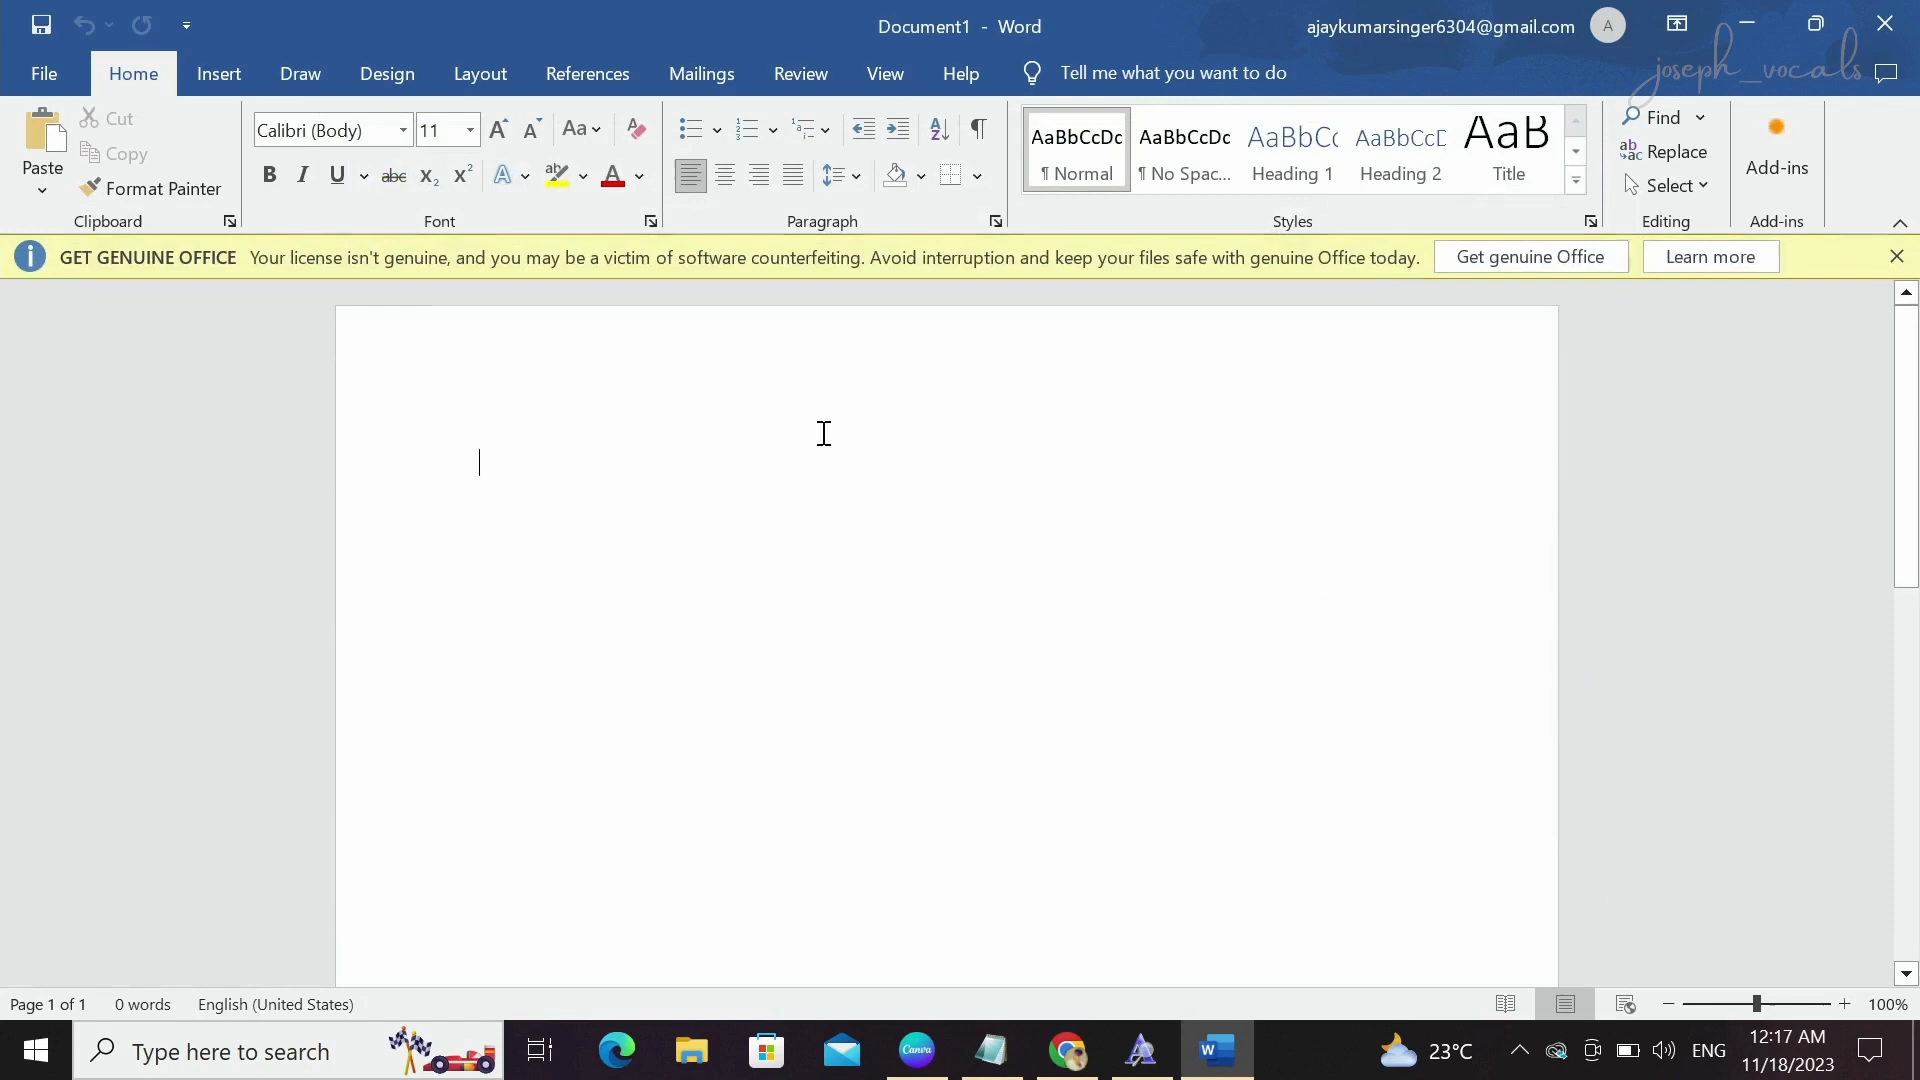 Document1 - Word
ajaykumarsinger6304@gmail.com
A
joseph_vocals
File
Home
Insert
Draw
Design
Layout
References
Mailings
Review
View
Help
Tell me what you want to do
Paste
Cut
Copy
Format Painter
Clipboard
Calibri (Body)
11
Font
Paragraph
AaBbCcDc
¶ Normal
AaBbCcDc
¶ No Spac...
AaBbCc
Heading 1
AaBbCcD
Heading 2
AaB
Title
Styles
Find
Replace
Select
Editing
Add-ins
Add-ins
GET GENUINE OFFICE Your license isn't genuine, and you may be a victim of software counterfeiting. Avoid interruption and keep your files safe with genuine Office today.
Get genuine Office
Learn more
Page 1 of 1
0 words
English (United States)
100%
Type here to search
Canva
23°C
ENG
12:17 AM
11/18/2023